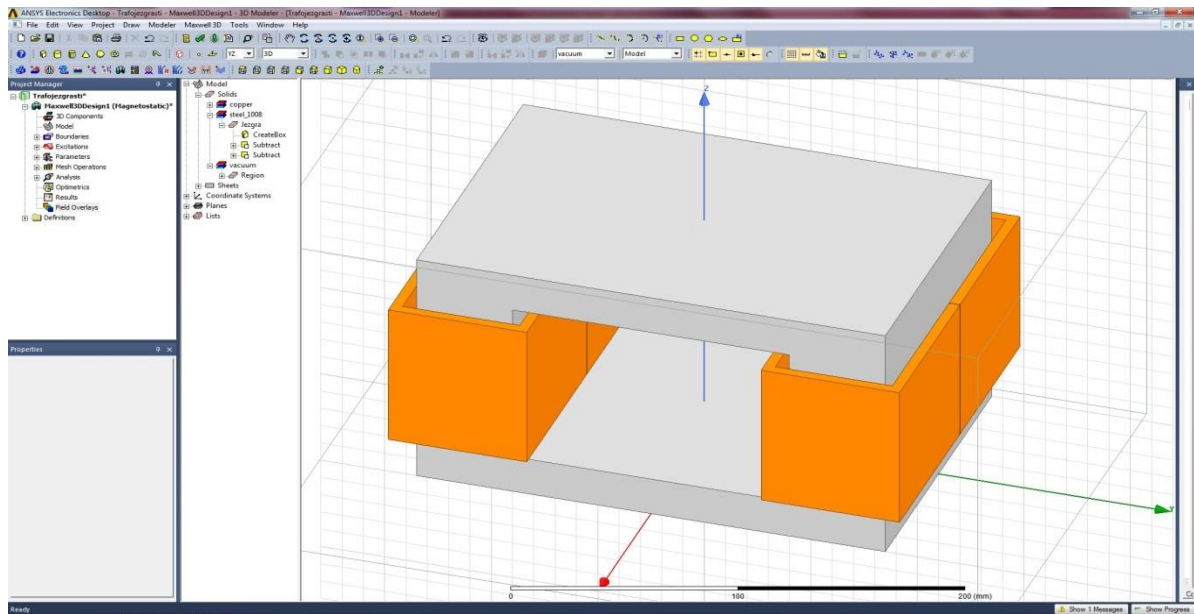 ANSYS Electronics Desktop - Trafojezgrasti - Maxwell3DDesign1 - 3D Modeler - [Trafojezgrasti - Maxwell3DDesign1 - Modeler]
File Edit View Project Draw Modeler Maxwell 3D Tools Window Help
YZ 3D vacuum Model
Project Manager
Trafojezgrasti*
Maxwell3DDesign1 (Magnetostatic)*
3D Components
Model
Boundaries
Excitations
Parameters
Mesh Operations
Analysis
Optimetrics
Results
Field Overlays
Definitions
Properties
Model
Solids
copper
steel_1008
Jezgra
CreateBox
Subtract
Subtract
vacuum
Region
Sheets
Coordinate Systems
Planes
Lists
Z
Y
0 100 200 (mm)
Ready
Show 1 Messages Show Progress